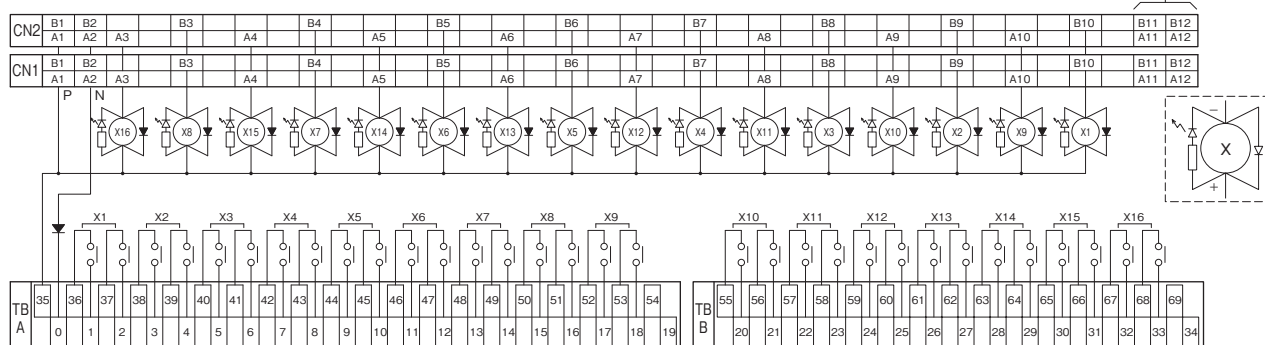 CN2 B1 B2 B3 B4 B5 B6 B7 B8 B9 B10 B11 B12
A1 A2 A3 A4 A5 A6 A7 A8 A9 A10 A11 A12
CN1 B1 B2 B3 B4 B5 B6 B7 B8 B9 B10 B11 B12
A1 A2 A3 A4 A5 A6 A7 A8 A9 A10 A11 A12
P N
X16 X8 X15 X7 X14 X6 X13 X5 X12 X4 X11 X3 X10 X2 X9 X1
− X +
X1 X2 X3 X4 X5 X6 X7 X8 X9 X10 X11 X12 X13 X14 X15 X16
TB A 35 36 37 38 39 40 41 42 43 44 45 46 47 48 49 50 51 52 53 54
0 1 2 3 4 5 6 7 8 9 10 11 12 13 14 15 16 17 18 19
TB B 55 56 57 58 59 60 61 62 63 64 65 66 67 68 69
20 21 22 23 24 25 26 27 28 29 30 31 32 33 34